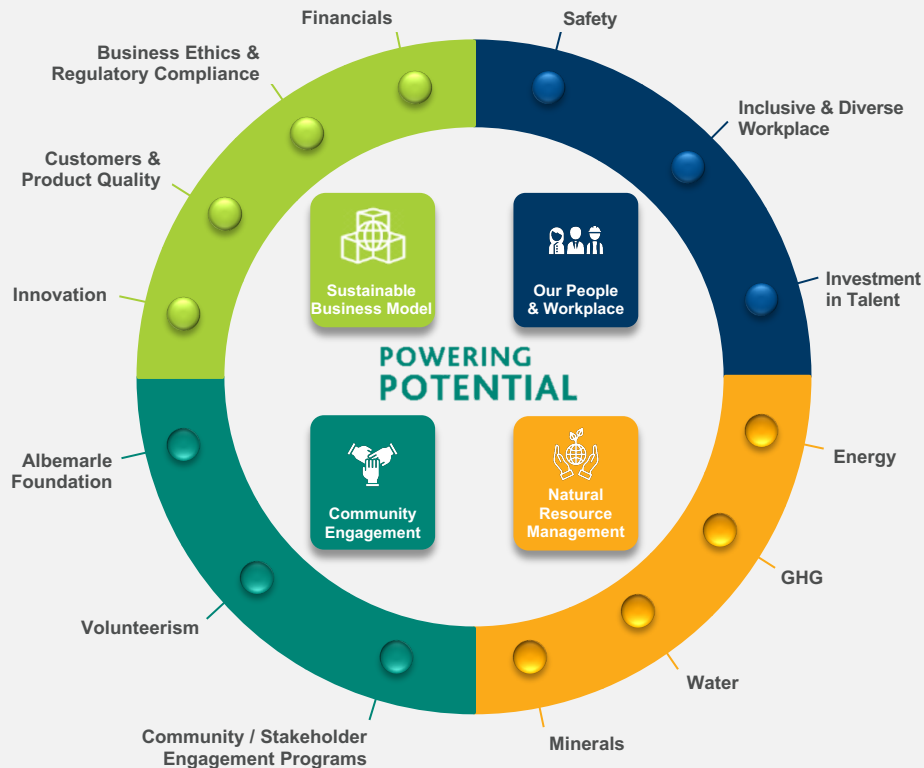 Financials
Safety
Business Ethics &
Regulatory Compliance
Inclusive & Diverse
Workplace
Customers &
Product Quality
Innovation
Investment
in Talent
Sustainable
Business Model
Our People
& Workplace
POWERING
POTENTIAL
Community
Engagement
Natural
Resource
Management
Albemarle
Foundation
Energy
GHG
Volunteerism
Water
Community / Stakeholder
Engagement Programs
Minerals